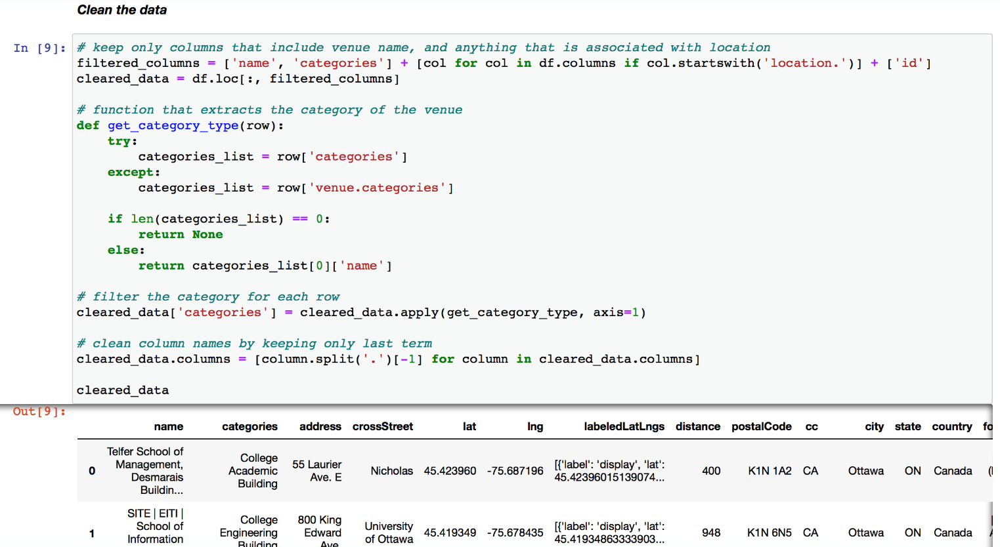 Clean the data
In [9]:
# keep only columns that include venue name, and anything that is associated with location
filtered_columns = ['name', 'categories'] + [col for col in df.columns if col.startswith('location.')] + ['id']
cleared_data = df.loc[:, filtered_columns]
# function that extracts the category of the venue
def get_category_type(row):
    try:
        categories_list = row['categories']
    except:
        categories_list = row['venue.categories']
    if len(categories_list) == 0:
        return None
    else:
        return categories_list[0]['name']
# filter the category for each row
cleared_data['categories'] = cleared_data.apply(get_category_type, axis=1)
# clean column names by keeping only last term
cleared_data.columns = [column.split('.')[-1] for column in cleared_data.columns]
cleared_data
Out[9]:
name categories address crossStreet lat lng labeledLatLngs distance postalCode cc city state country fo
0 Telfer School of Management, Desmarais Buildin... College Academic Building 55 Laurier Ave. E Nicholas 45.423960 -75.687196 [{'label': 'display', 'lat': 45.42396015139074... 400 K1N 1A2 CA Ottawa ON Canada
1 SITE | EITI | School of Information College Engineering Building 800 King Edward Ave University of Ottawa 45.419349 -75.678435 [{'label': 'display', 'lat': 45.41934863333903... 948 K1N 6N5 CA Ottawa ON Canada